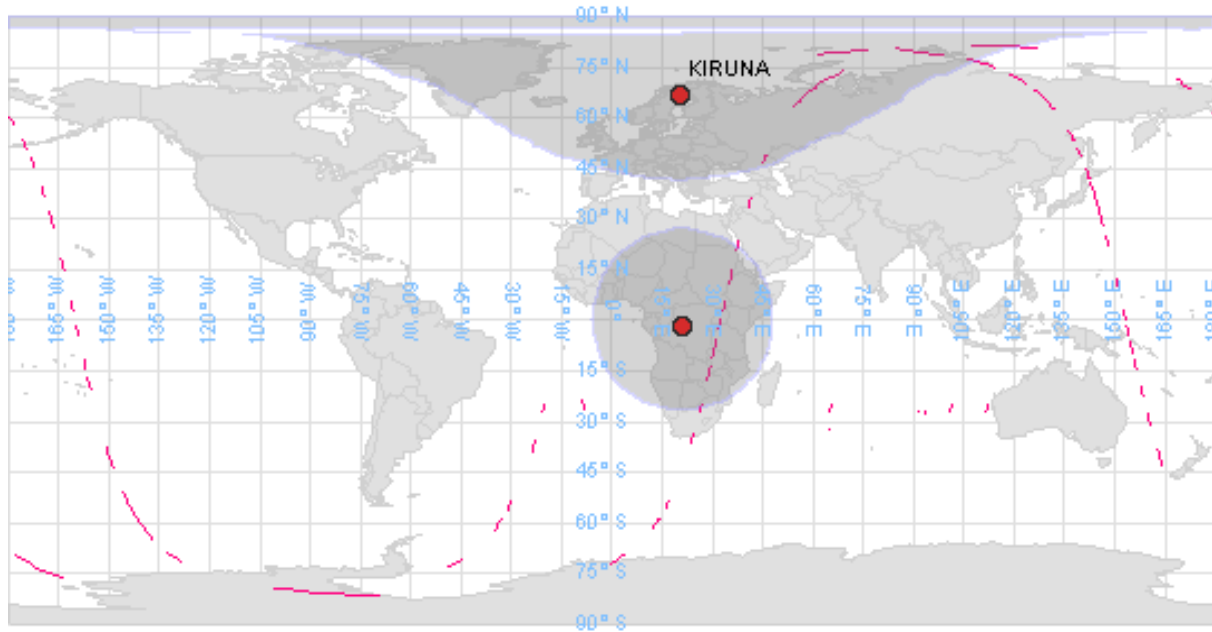 90° N
75° N
KIRUNA
60° N
45° N
30° N
15° N
165° W
150° W
135° W
120° W
105° W
90° W
75° W
60° W
45° W
30° W
15° W
0°
15° E
30° E
45° E
60° E
75° E
90° E
105° E
120° E
135° E
150° E
165° E
15° S
30° S
45° S
60° S
75° S
90° S